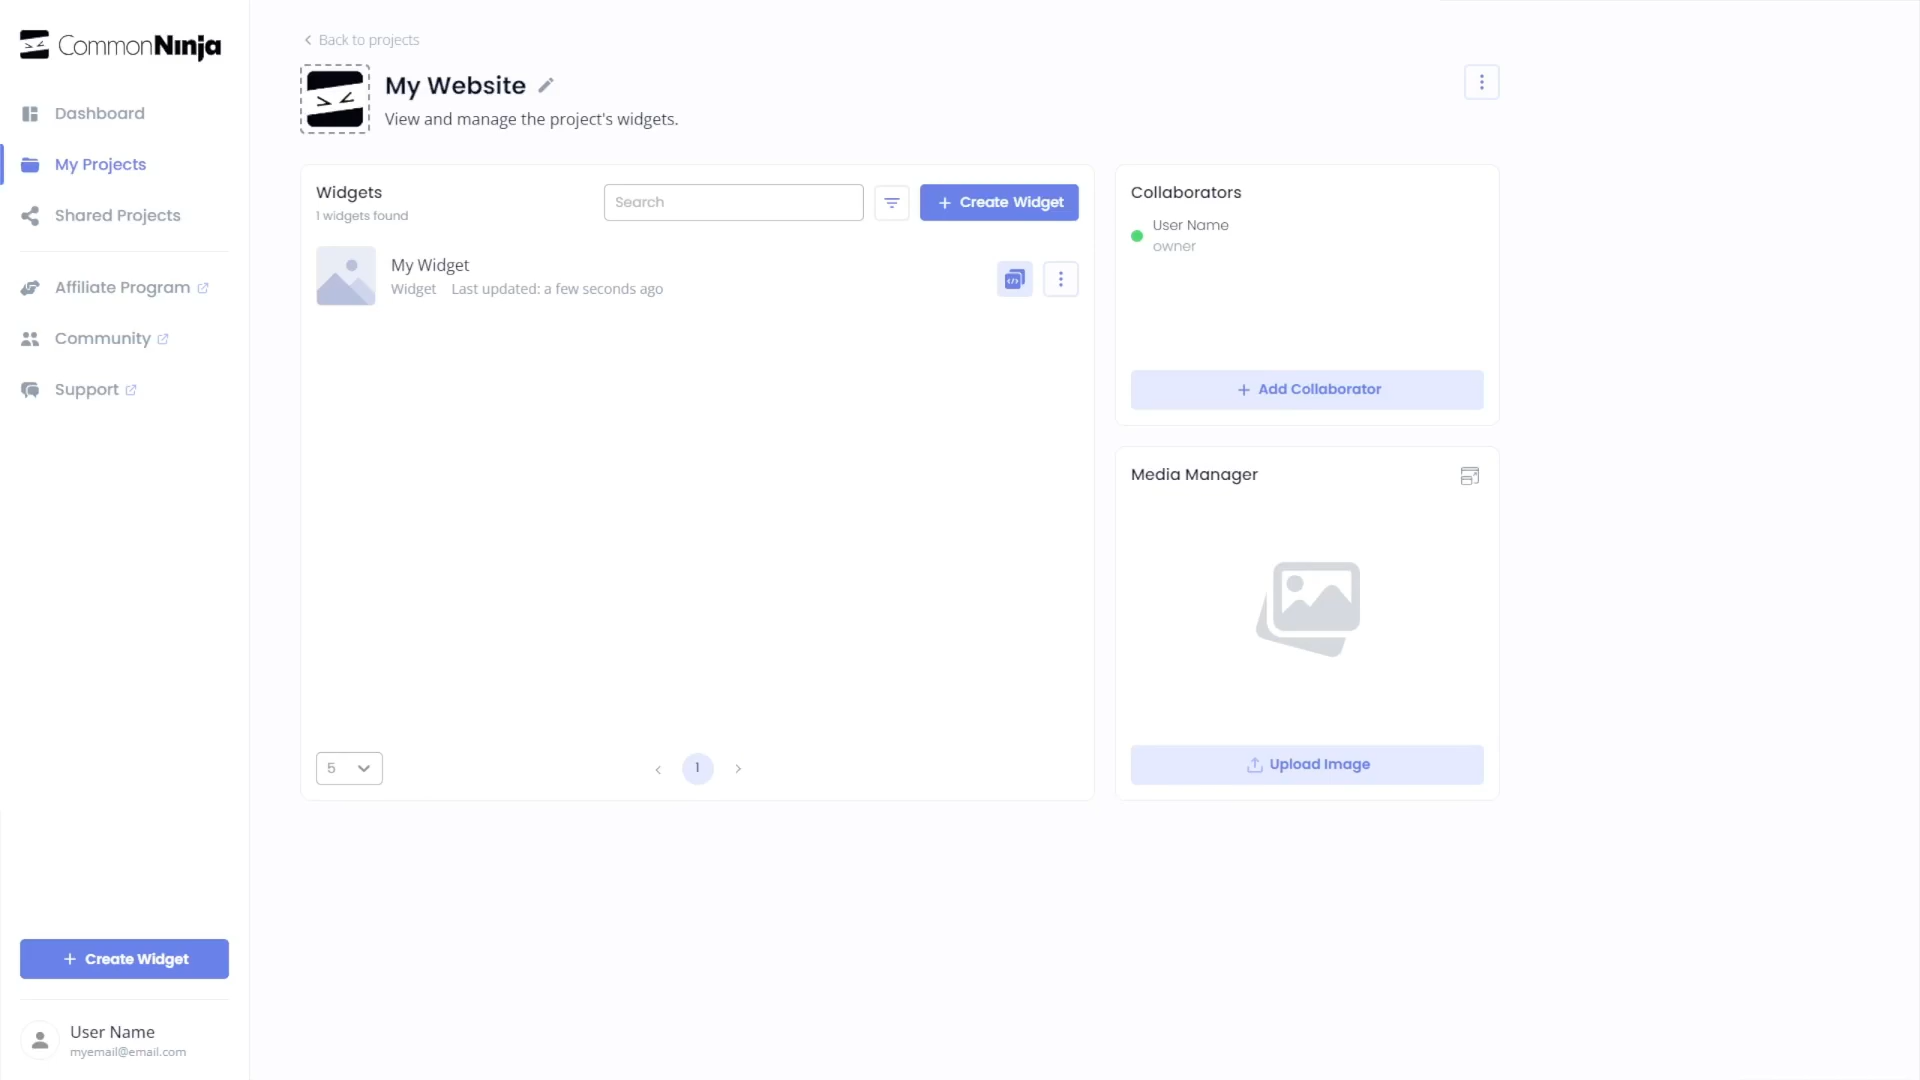 CommonNinja
Dashboard
My Projects
Shared Projects
Affiliate Program
Community
Support
Create Widget
User Name
myemail@email.com
Back to projects
My Website
View and manage the project's widgets.
Widgets
1 widgets found
Search
Create Widget
My Widget
Widget Last updated: a few seconds ago
5
1
Collaborators
User Name
owner
Add Collaborator
Media Manager
Upload Image